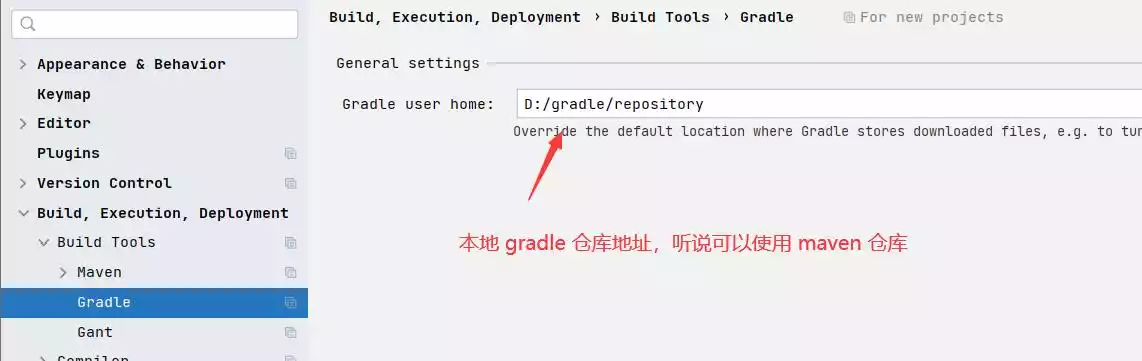 Build, Execution, Deployment › Build Tools › Gradle For new projects
Appearance & Behavior
Keymap
Editor
Plugins
Version Control
Build, Execution, Deployment
Build Tools
Maven
Gradle
Gant
Compiler
General settings
Gradle user home: D:/gradle/repository
Override the default location where Gradle stores downloaded files, e.g. to tun
本地 gradle 仓库地址，听说可以使用 maven 仓库